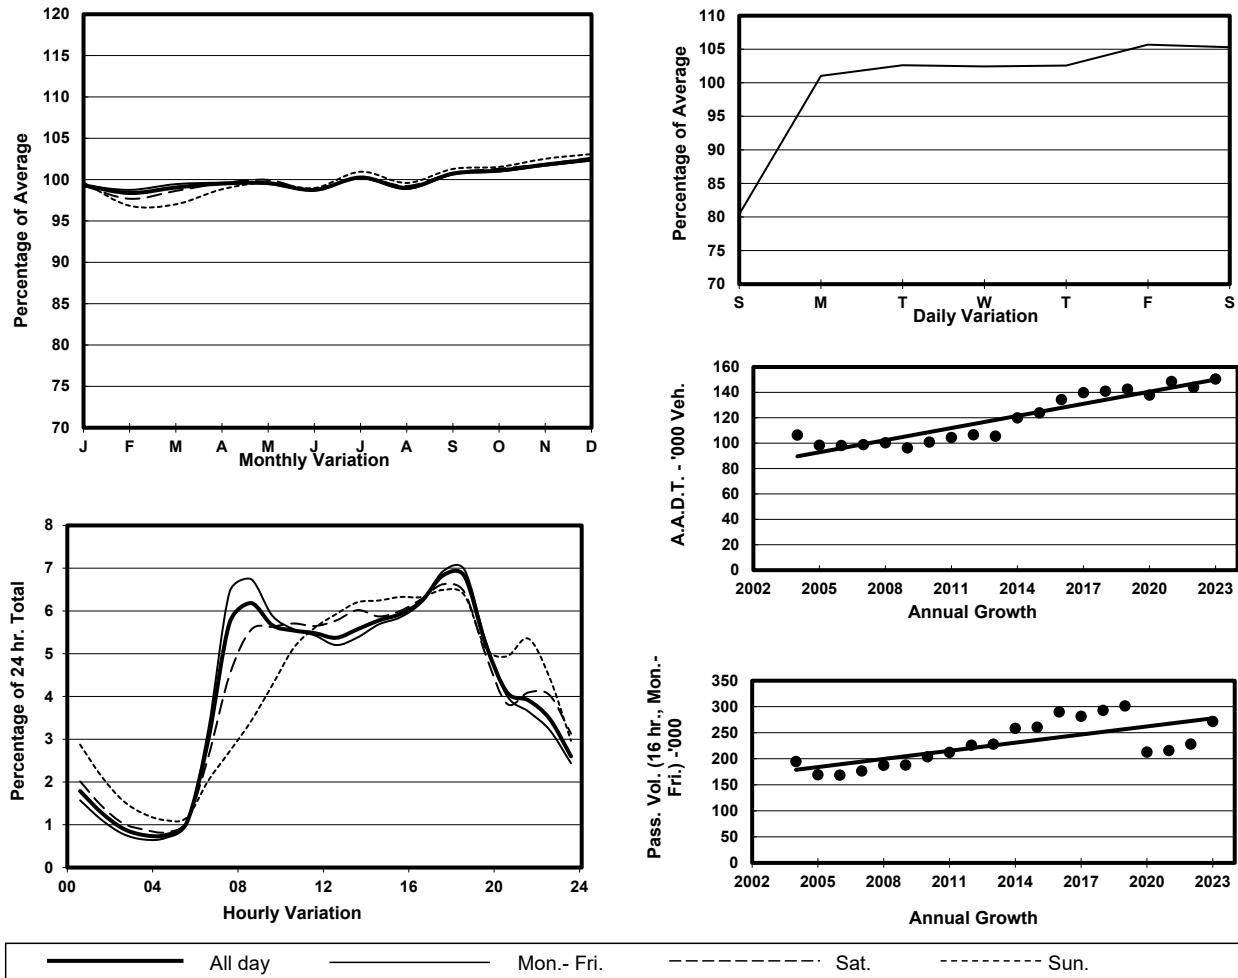 120
115
110
105
100
95
90
85
80
75
70
Percentage of Average
J F M A M J J A S O N D
Monthly Variation
110
105
100
95
90
85
80
75
70
Percentage of Average
S M T W T F S
Daily Variation
160
140
120
100
80
60
40
20
0
A.A.D.T. - '000 Veh.
2002 2005 2008 2011 2014 2017 2020 2023
Annual Growth
8
7
6
5
4
3
2
1
0
Percentage of 24 hr. Total
00 04 08 12 16 20 24
Hourly Variation
350
300
250
200
150
100
50
0
Pass. Vol. (16 hr., Mon.-
Fri.) -'000
2002 2005 2008 2011 2014 2017 2020 2023
Annual Growth
All day Mon.- Fri. Sat. Sun.